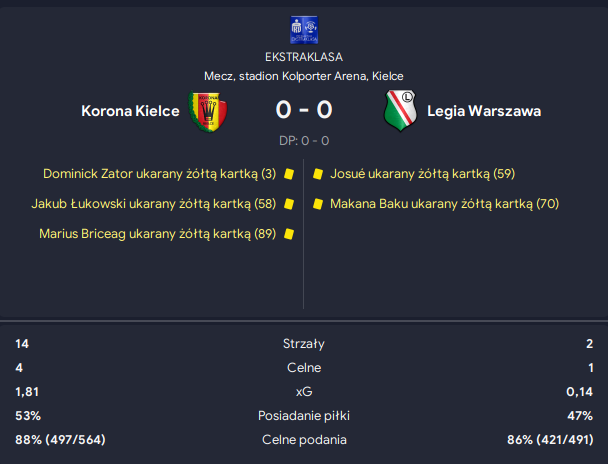 EKSTRAKLASA
Mecz, stadion Kolporter Arena, Kielce
Korona Kielce 0 - 0 Legia Warszawa
DP: 0 - 0
Dominick Zator ukarany żółtą kartką (3) Josué ukarany żółtą kartką (59)
Jakub Łukowski ukarany żółtą kartką (58) Makana Baku ukarany żółtą kartką (70)
Marius Briceag ukarany żółtą kartką (89)
14 Strzały 2
4 Celne 1
1,81 xG 0,14
53% Posiadanie piłki 47%
88% (497/564) Celne podania 86% (421/491)